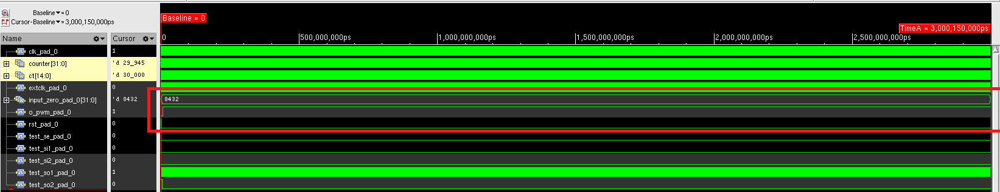 Baseline▼= 0
Cursor-Baseline▼= 3,000,150,000ps
Baseline = 0
TimeA = 3,000,150,000ps
0 500,000,000ps 1,000,000,000ps 1,500,000,000ps 2,000,000,000ps 2,500,000,000ps
Name Cursor
clk_pad_0 1
counter[31:0] 'd 29_945
ct[14:0] 'd 30_000
extclk_pad_0 0
input_zero_pad_0[31:0] 'd 8432 8432
o_pwm_pad_0 1
rst_pad_0 0
test_se_pad_0 0
test_si1_pad_0 0
test_si2_pad_0 0
test_so1_pad_0 1
test_so2_pad_0 0